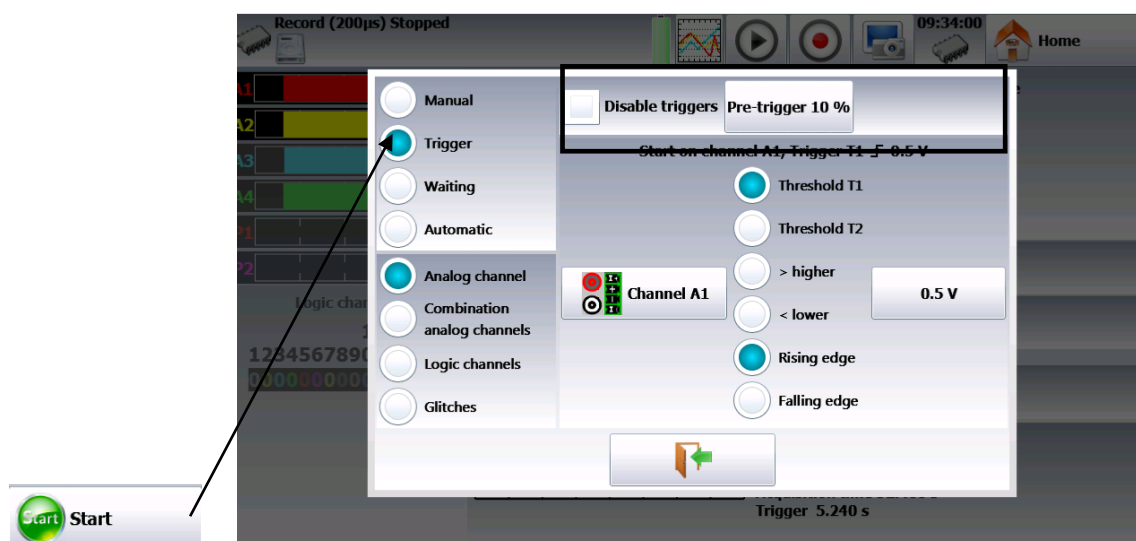 Record (200µs) Stopped
09:34:00
Home
A1
A2
A3
A4
P1
P2
Logic chan
1234567890
Manual
Trigger
Waiting
Automatic
Analog channel
Combination
analog channels
Logic channels
Glitches
Disable triggers
Pre-trigger 10 %
Start on channel A1, Trigger T1 0.5 V
Threshold T1
Threshold T2
> higher
< lower
Rising edge
Falling edge
Channel A1
0.5 V
Trigger 5.240 s
Start
Start